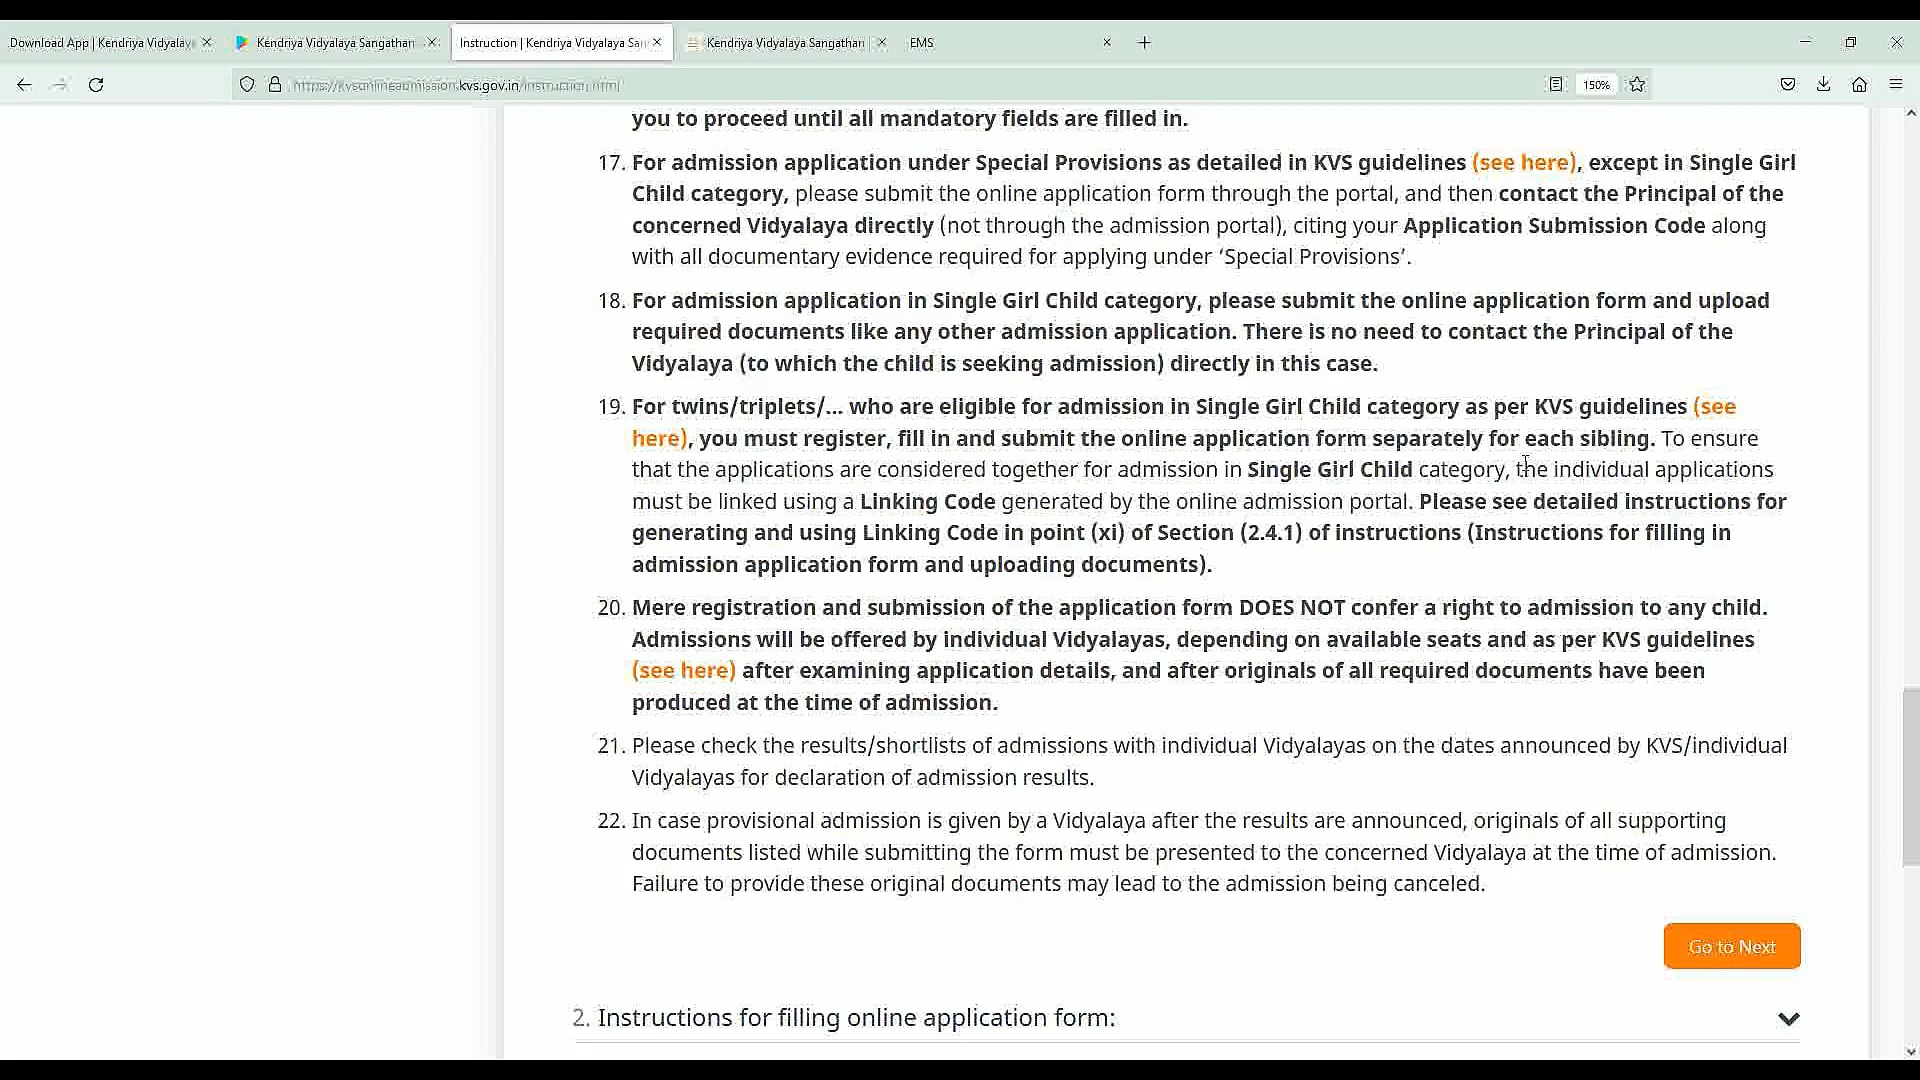 Download App | Kendriya Vidyalay
Kendriya Vidyalaya Sangathan
Instruction | Kendriya Vidyalaya San
Kendriya Vidyalaya Sangathan |
EMS
https://kvsonlineadmission.kvs.gov.in/instruction.html
150%
you to proceed until all mandatory fields are filled in.
17. For admission application under Special Provisions as detailed in KVS guidelines (see here), except in Single Girl
Child category, please submit the online application form through the portal, and then contact the Principal of the
concerned Vidyalaya directly (not through the admission portal), citing your Application Submission Code along
with all documentary evidence required for applying under ‘Special Provisions’.
18. For admission application in Single Girl Child category, please submit the online application form and upload
required documents like any other admission application. There is no need to contact the Principal of the
Vidyalaya (to which the child is seeking admission) directly in this case.
19. For twins/triplets/... who are eligible for admission in Single Girl Child category as per KVS guidelines (see
here), you must register, fill in and submit the online application form separately for each sibling. To ensure
that the applications are considered together for admission in Single Girl Child category, the individual applications
must be linked using a Linking Code generated by the online admission portal. Please see detailed instructions for
generating and using Linking Code in point (xi) of Section (2.4.1) of instructions (Instructions for filling in
admission application form and uploading documents).
20. Mere registration and submission of the application form DOES NOT confer a right to admission to any child.
Admissions will be offered by individual Vidyalayas, depending on available seats and as per KVS guidelines
(see here) after examining application details, and after originals of all required documents have been
produced at the time of admission.
21. Please check the results/shortlists of admissions with individual Vidyalayas on the dates announced by KVS/individual
Vidyalayas for declaration of admission results.
22. In case provisional admission is given by a Vidyalaya after the results are announced, originals of all supporting
documents listed while submitting the form must be presented to the concerned Vidyalaya at the time of admission.
Failure to provide these original documents may lead to the admission being canceled.
Go to Next
2. Instructions for filling online application form: